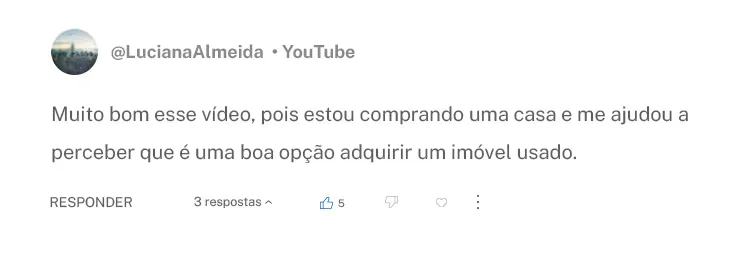 @LucianaAlmeida • YouTube
Muito bom esse vídeo, pois estou comprando uma casa e me ajudou a
perceber que é uma boa opção adquirir um imóvel usado.
RESPONDER 3 respostas 5